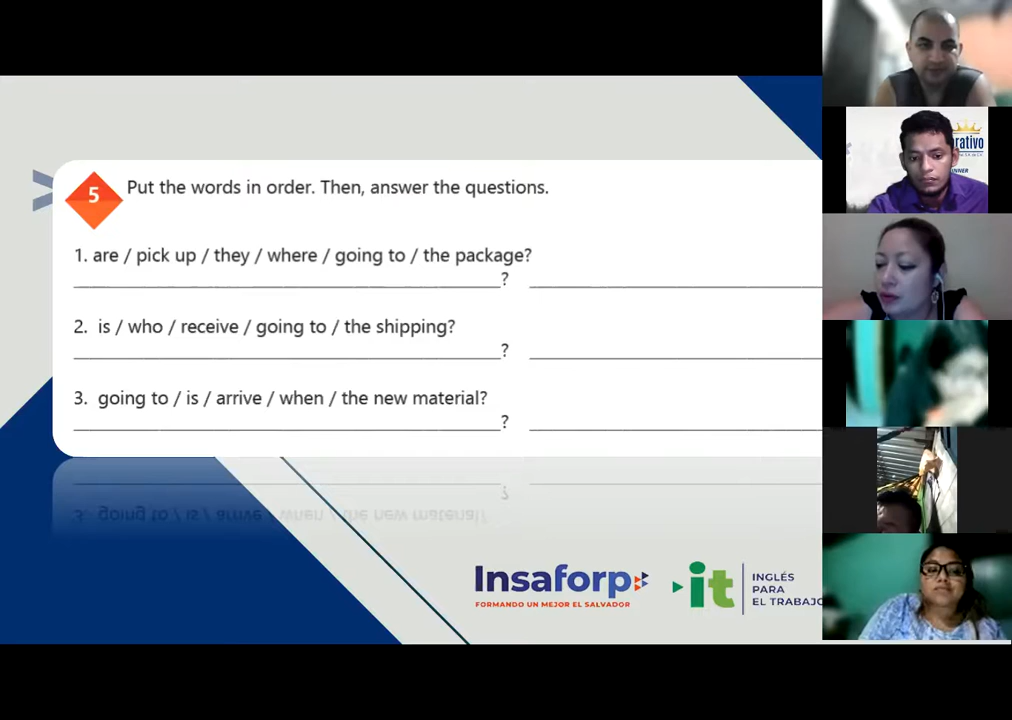 5
Put the words in order. Then, answer the questions.
1. are / pick up / they / where / going to / the package?
?
2. is / who / receive / going to / the shipping?
?
3. going to / is / arrive / when / the new material?
?
Insaforp
FORMANDO UN MEJOR EL SALVADOR
it
INGLÉS
PARA
EL TRABAJO
rativo